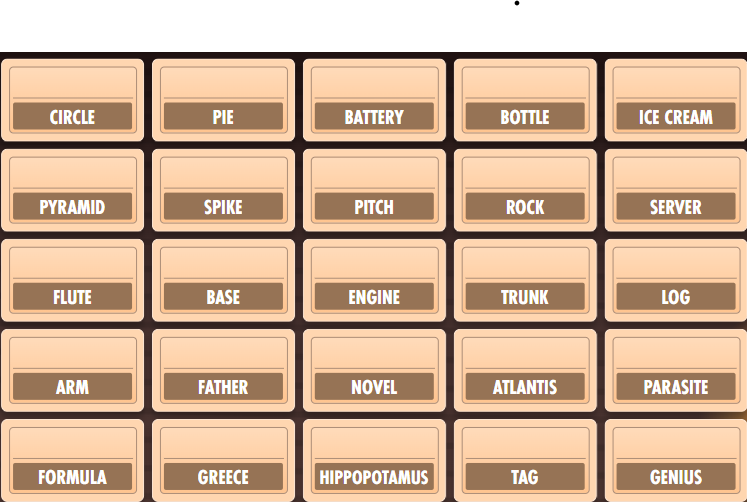 CIRCLE
PIE
BATTERY
BOTTLE
ICE CREAM
PYRAMID
SPIKE
PITCH
ROCK
SERVER
FLUTE
BASE
ENGINE
TRUNK
LOG
ARM
FATHER
NOVEL
ATLANTIS
PARASITE
FORMULA
GREECE
HIPPOPOTAMUS
TAG
GENIUS